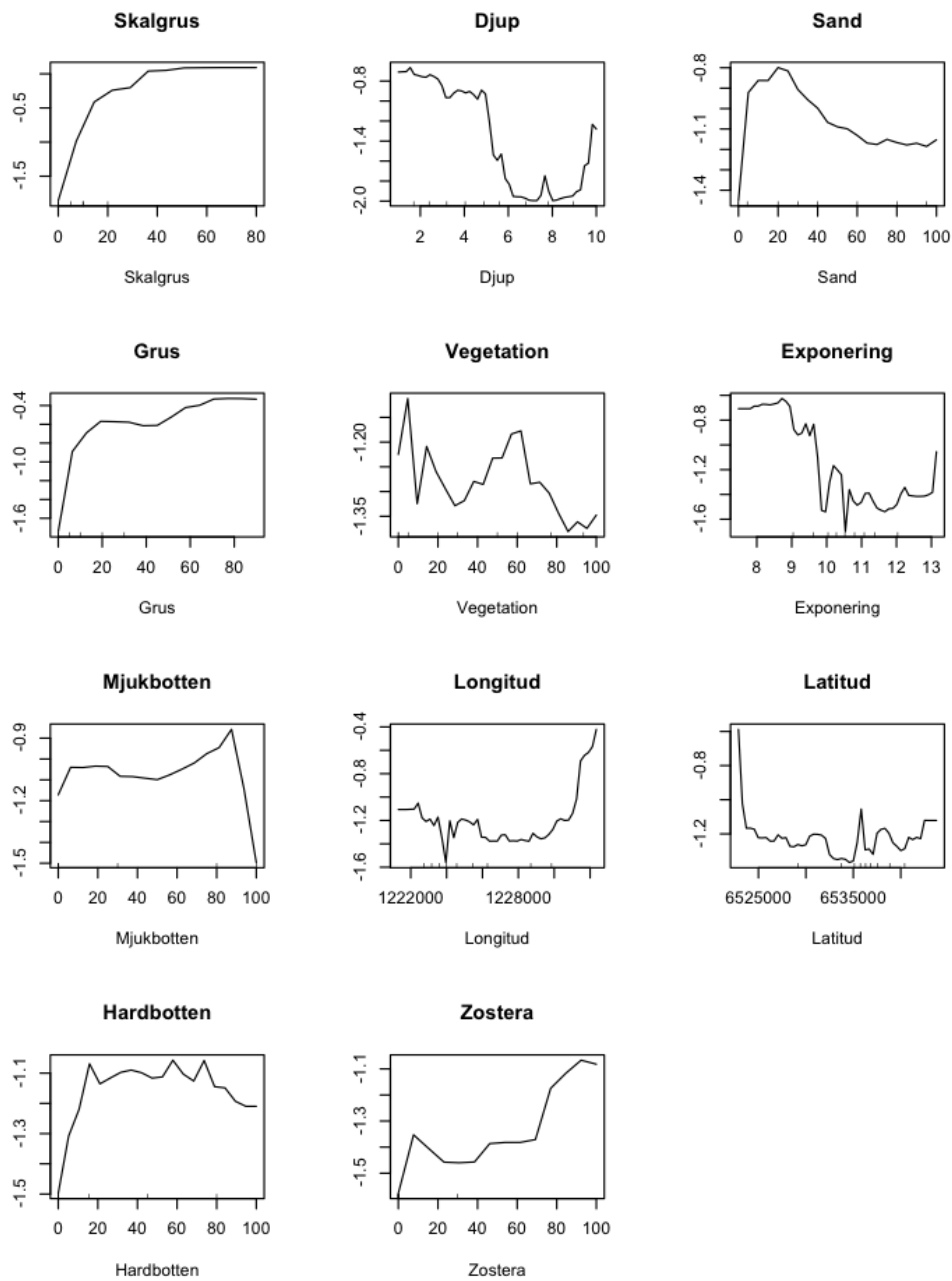 Skalgrus
Djup
Sand
-0.5
-1.5
0 20 40 60 80
Skalgrus
-0.8
-1.4
-2.0
2 4 6 8 10
Djup
-0.8
-1.1
-1.4
0 20 40 60 80 100
Sand
Grus
Vegetation
Exponering
-0.4
-1.0
-1.6
0 20 40 60 80
Grus
-1.20
-1.35
0 20 40 60 80 100
Vegetation
-0.8
-1.2
-1.6
8 9 10 11 12 13
Exponering
Mjukbotten
Longitud
Latitud
-0.9
-1.2
-1.5
0 20 40 60 80 100
Mjukbotten
-0.4
-0.8
-1.2
-1.6
1222000 1228000
Longitud
-0.8
-1.2
6525000 6535000
Latitud
Hardbotten
Zostera
-1.1
-1.3
-1.5
0 20 40 60 80 100
Hardbotten
-1.1
-1.3
-1.5
0 20 40 60 80 100
Zostera